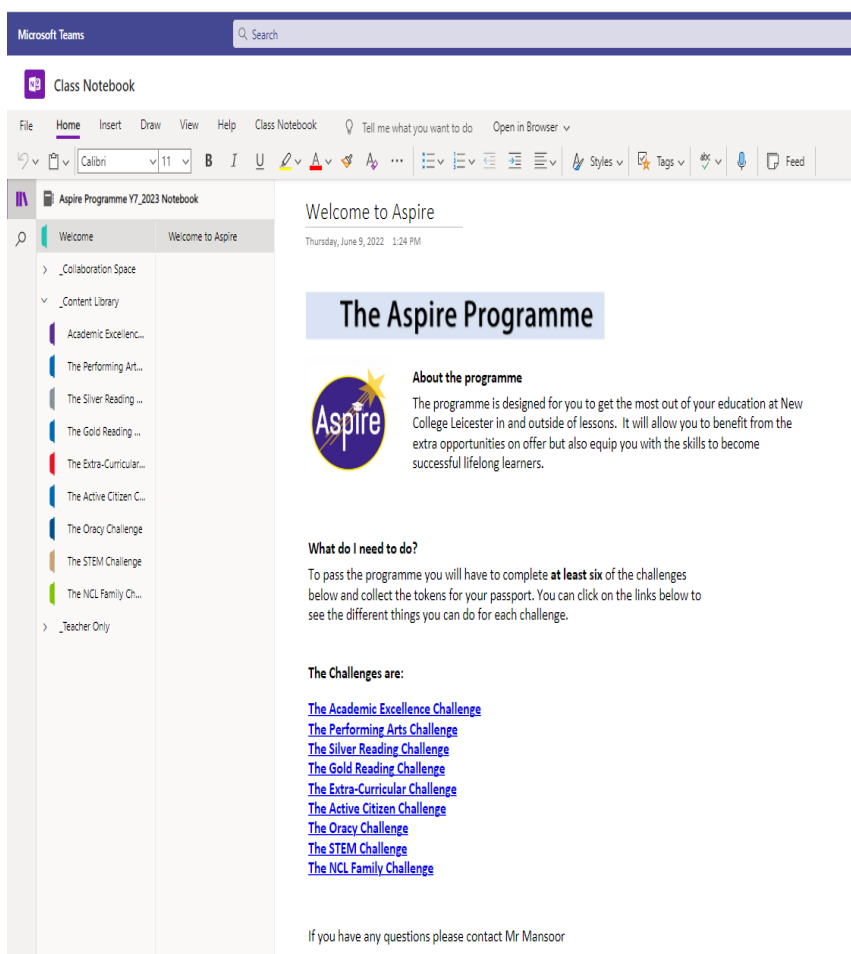 Microsoft Teams
Search
Class Notebook
File Home Insert Draw View Help Class Notebook Tell me what you want to do Open in Browser
Calibri 11 B I U A Styles Tags abc Feed
Aspire Programme Y7_2023 Notebook
Welcome
Welcome to Aspire
_Collaboration Space
_Content Library
Academic Excellenc...
The Performing Art...
The Silver Reading ...
The Gold Reading ...
The Extra-Curricular...
The Active Citizen C...
The Oracy Challenge
The STEM Challenge
The NCL Family Ch...
_Teacher Only
Welcome to Aspire
Thursday, June 9, 2022 1:24 PM
The Aspire Programme
Aspire
About the programme
The programme is designed for you to get the most out of your education at New
College Leicester in and outside of lessons. It will allow you to benefit from the
extra opportunities on offer but also equip you with the skills to become
successful lifelong learners.
What do I need to do?
To pass the programme you will have to complete at least six of the challenges
below and collect the tokens for your passport. You can click on the links below to
see the different things you can do for each challenge.
The Challenges are:
The Academic Excellence Challenge
The Performing Arts Challenge
The Silver Reading Challenge
The Gold Reading Challenge
The Extra-Curricular Challenge
The Active Citizen Challenge
The Oracy Challenge
The STEM Challenge
The NCL Family Challenge
If you have any questions please contact Mr Mansoor